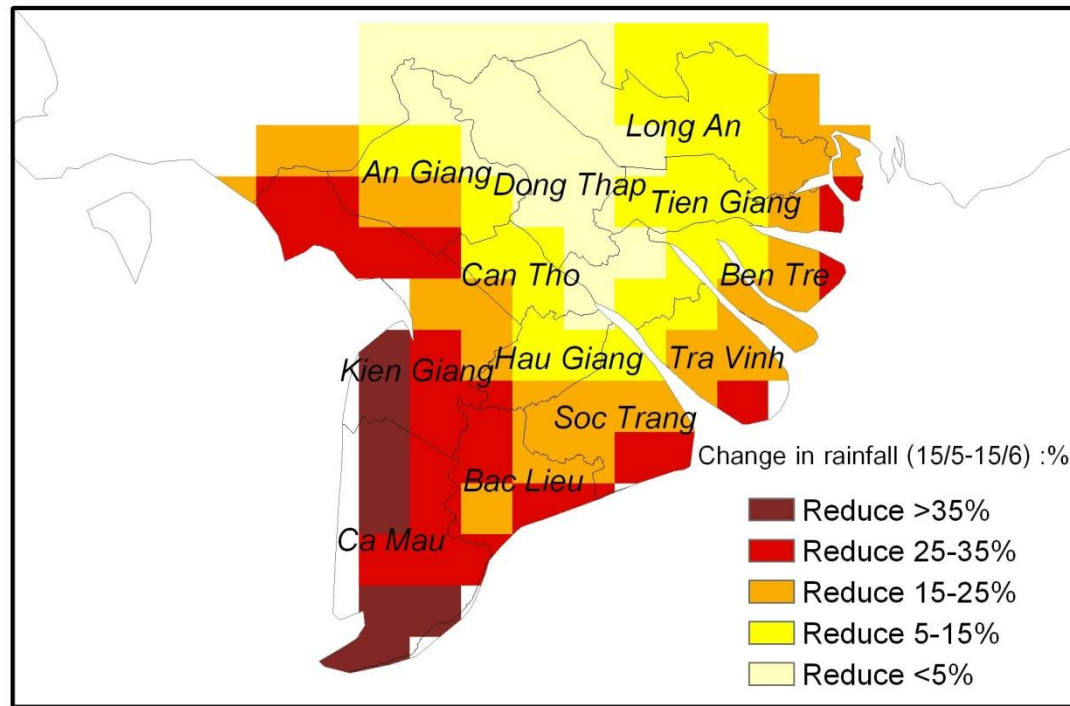 Long An
An Giang
Dong Thap
Tien Giang
Can Tho
Ben Tre
Kien Giang
Hau Giang
Tra Vinh
Soc Trang
Bac Lieu
Ca Mau
Change in rainfall (15/5-15/6) :%
Reduce >35%
Reduce 25-35%
Reduce 15-25%
Reduce 5-15%
Reduce <5%